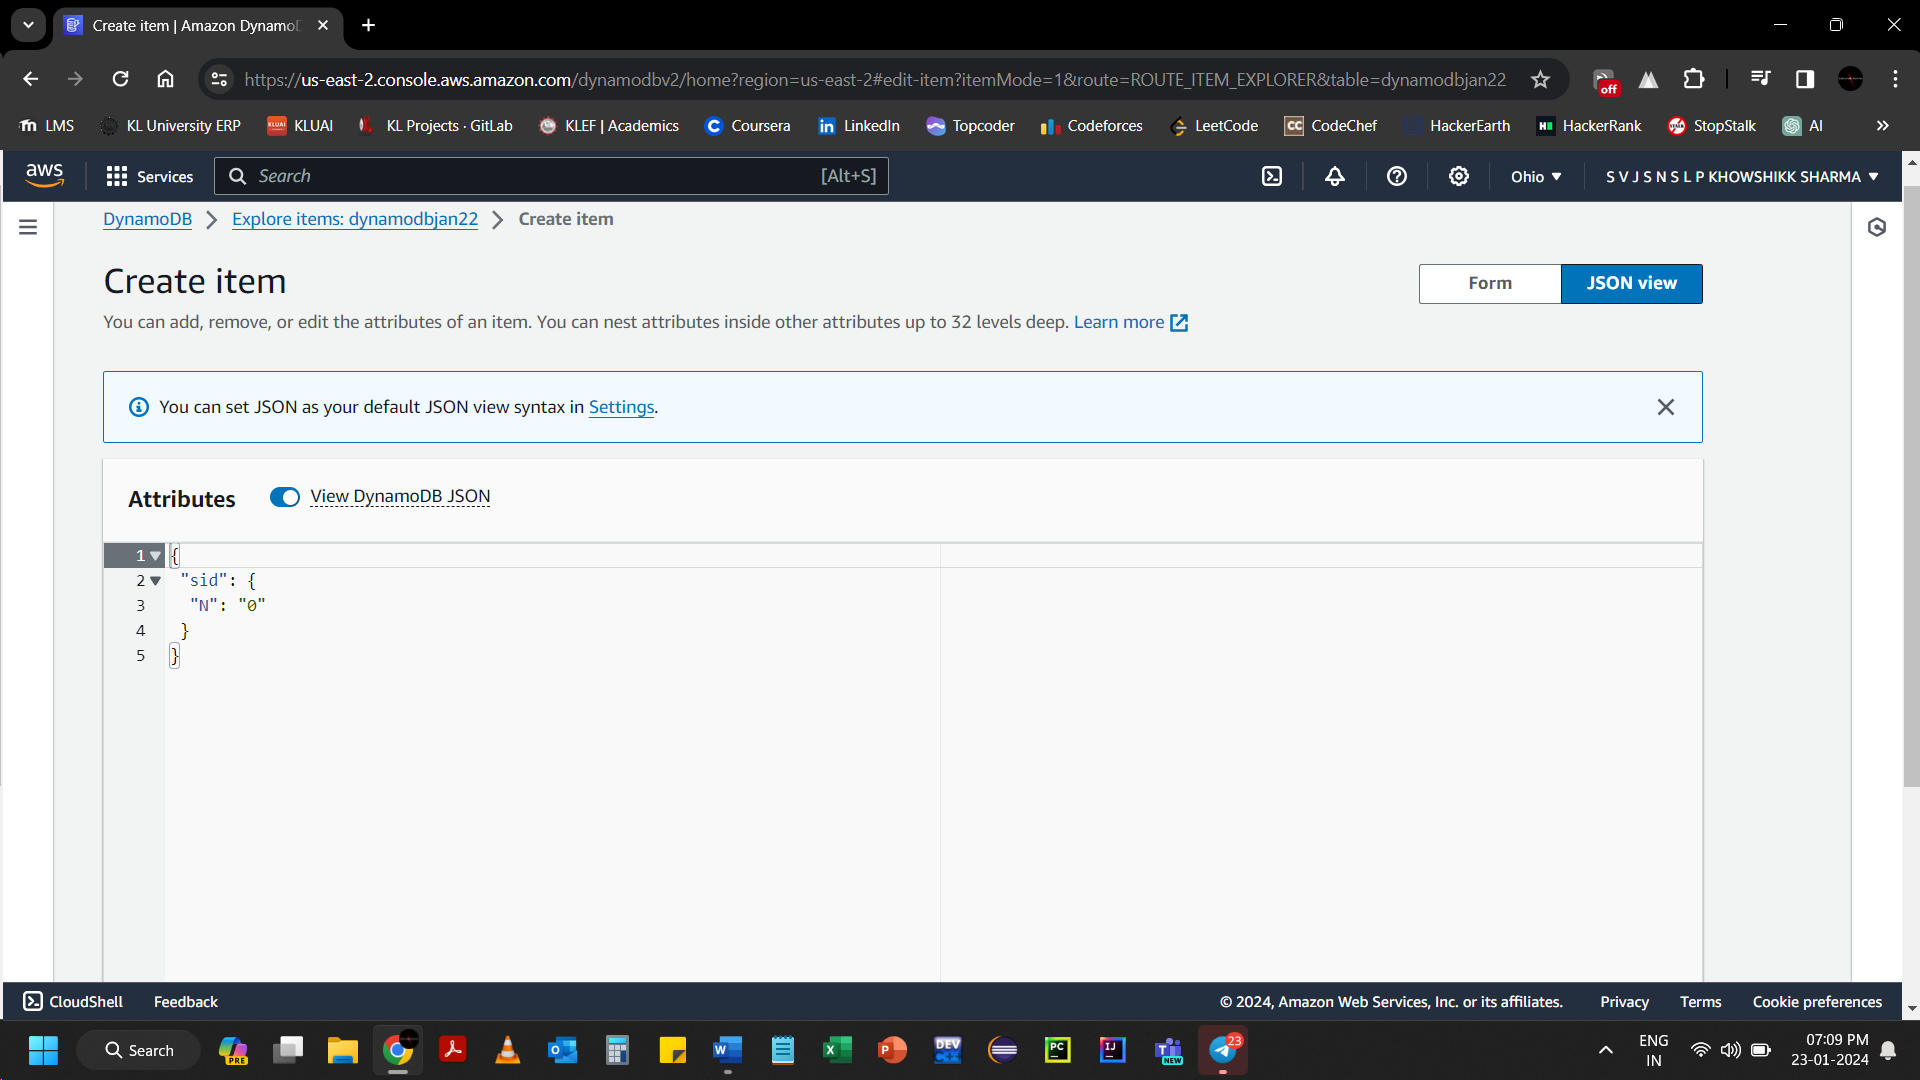 Create item | Amazon DynamoD
https://us-east-2.console.aws.amazon.com/dynamodbv2/home?region=us-east-2#edit-item?itemMode=1&route=ROUTE_ITEM_EXPLORER&table=dynamodbjan22
off
LMS KL University ERP KLUAI KL Projects · GitLab KLEF | Academics Coursera LinkedIn Topcoder Codeforces LeetCode CodeChef HackerEarth HackerRank StopStalk AI
aws Services Search [Alt+S] Ohio S V J S N S L P KHOWSHIKK SHARMA
DynamoDB Explore items: dynamodbjan22 Create item
Create item
Form JSON view
You can add, remove, or edit the attributes of an item. You can nest attributes inside other attributes up to 32 levels deep. Learn more
You can set JSON as your default JSON view syntax in Settings.
Attributes View DynamoDB JSON
1 {
2 "sid": {
3 "N": "0"
4 }
5 }
CloudShell Feedback © 2024, Amazon Web Services, Inc. or its affiliates. Privacy Terms Cookie preferences
Search PRE DEV C++ PC IJ NEW 23 ENG IN 07:09 PM 23-01-2024